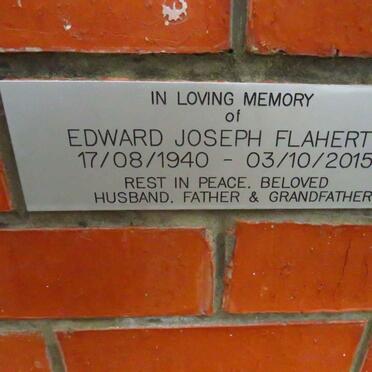 IN LOVING MEMORY
of
EDWARD JOSEPH FLAHERT
17/08/1940 - 03/10/2015
REST IN PEACE. BELOVED
HUSBAND. FATHER & GRANDFATHER